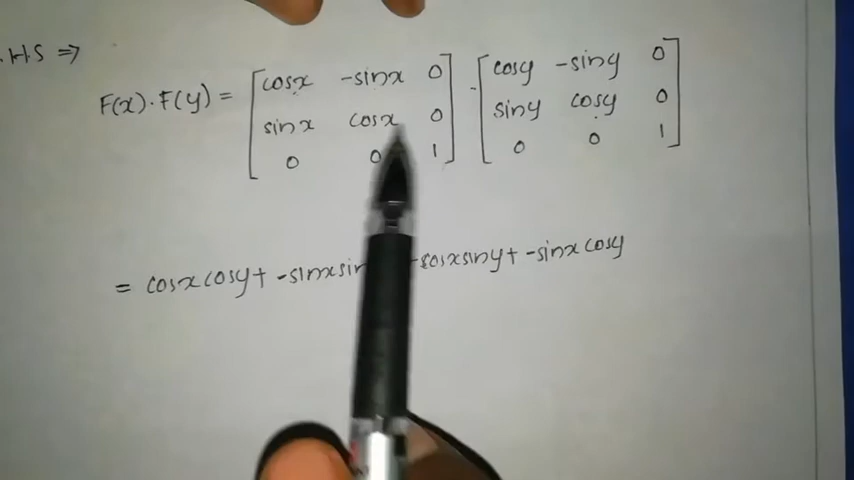 .HS ⇒
F(x).F(y) = [cosx -sinx 0] . [cosy -siny 0]
sinx cosx 0 siny cosy 0
0 0 1 0 0 1
= cosx cosy + -sinx -cosx siny + -sinx cosy